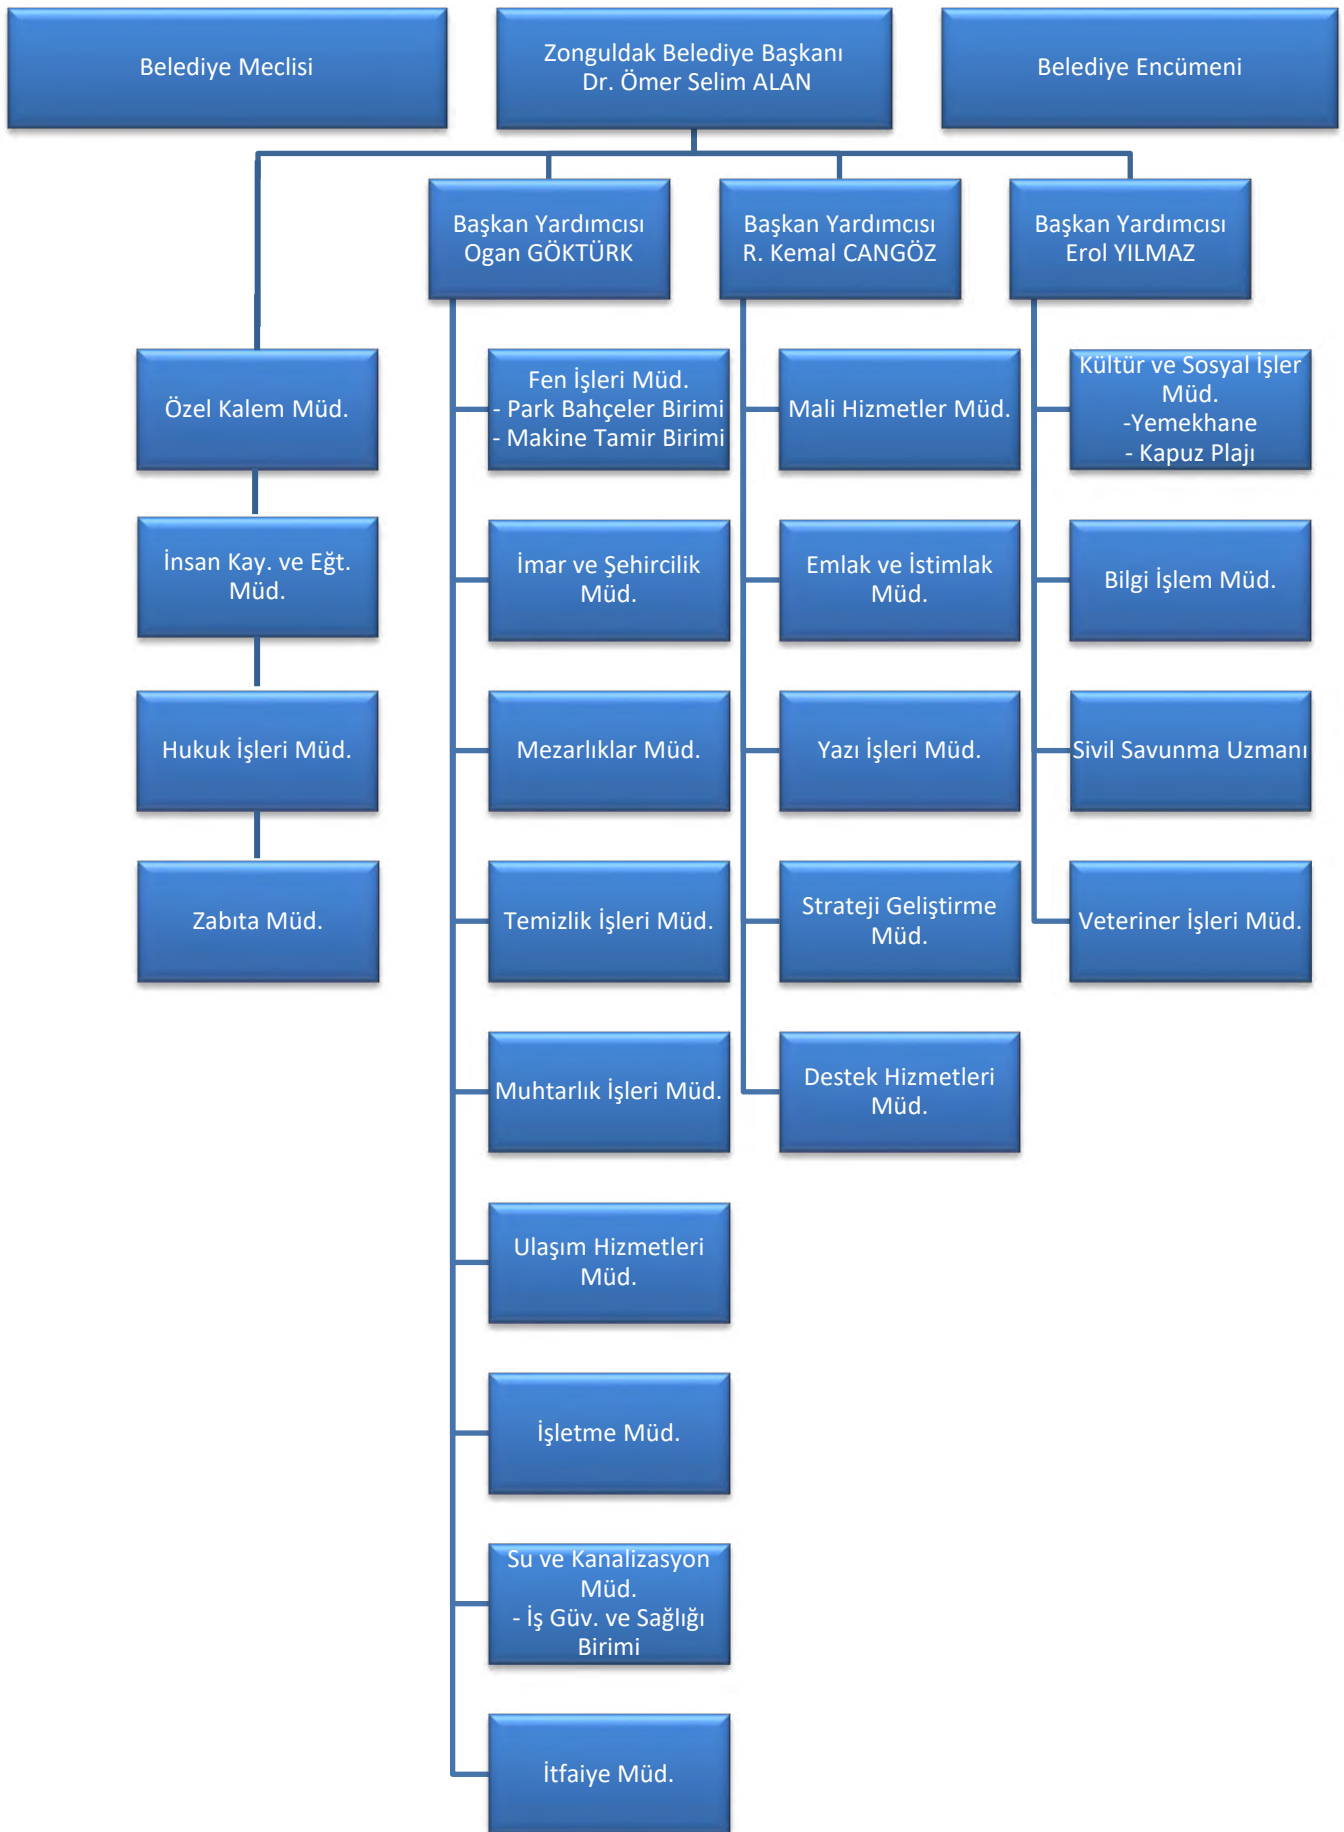 Belediye Meclisi
Zonguldak Belediye Başkanı
Dr. Ömer Selim ALAN
Belediye Encümeni
Başkan Yardımcısı
Ogan GÖKTÜRK
Başkan Yardımcısı
R. Kemal CANGÖZ
Başkan Yardımcısı
Erol YILMAZ
Özel Kalem Müd.
İnsan Kay. ve Eğt.
Müd.
Hukuk İşleri Müd.
Zabıta Müd.
Fen İşleri Müd.
- Park Bahçeler Birimi
- Makine Tamir Birimi
İmar ve Şehircilik
Müd.
Mezarlıklar Müd.
Temizlik İşleri Müd.
Muhtarlık İşleri Müd.
Ulaşım Hizmetleri
Müd.
İşletme Müd.
Su ve Kanalizasyon
Müd.
- İş Güv. ve Sağlığı
Birimi
İtfaiye Müd.
Mali Hizmetler Müd.
Emlak ve İstimlak
Müd.
Yazı İşleri Müd.
Strateji Geliştirme
Müd.
Destek Hizmetleri
Müd.
Kültür ve Sosyal İşler
Müd.
-Yemekhane
- Kapuz Plajı
Bilgi İşlem Müd.
Sivil Savunma Uzmanı
Veteriner İşleri Müd.